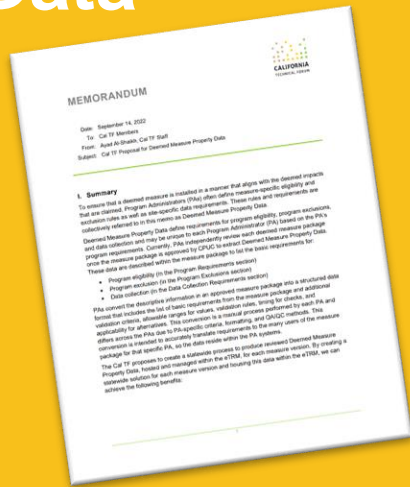 Data
CALIFORNIA
TECHNICAL FORUM
MEMORANDUM
Date: September 14, 2022
To: Cal TF Members
From: Ayad Al-Shaikh, Cal TF Staff
Subject: Cal TF Proposal for Deemed Measure Property Data
I. Summary
To ensure that a deemed measure is installed in a manner that aligns with the deemed impacts
that are claimed, Program Administrators (PAs) often define measure-specific eligibility and
exclusion rules as well as site-specific data requirements. These rules and requirements are
collectively referred to in this memo as Deemed Measure Property Data.
Deemed Measure Property Data define requirements for program eligibility, program exclusions,
and data collection and may be unique to each Program Administrator (PA) based on the PA's
program requirements. Currently, PAs independently review each deemed measure package
once the measure package is approved by CPUC to extract Deemed Measure Property Data.
These data are described within the measure package to list the basic requirements for:
• Program eligibility (in the Program Requirements section)
• Program exclusion (in the Program Exclusions section)
• Data collection (in the Data Collection Requirements section)
PAs convert the descriptive information in an approved measure package into a structured data
format that includes the list of basic requirements from the measure package and additional
validation criteria, allowable ranges for values, validation rules, timing for checks, and
applicability for alternatives. This conversion is a manual process performed by each PA and
differs across the PAs due to PA-specific criteria, formatting, and QA/QC methods. This
conversion is intended to accurately translate requirements to the many users of the measure
package for that specific PA, so the data reside within the PA systems.
The Cal TF proposes to create a statewide process to produce reviewed Deemed Measure
Property Data, hosted and managed within the eTRM, for each measure version. By creating a
statewide solution for each measure version and housing this data within the eTRM, we can
achieve the following benefits: